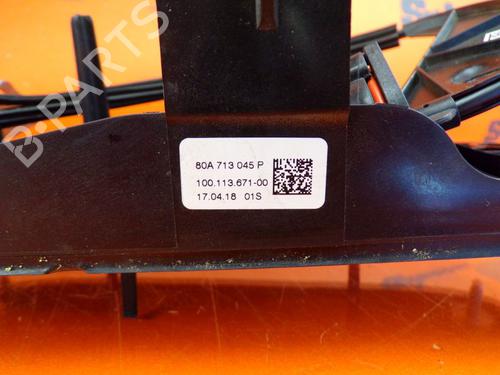 B-PARTS
80A 713 045 P
100.113.671-00
17.04.18 01S